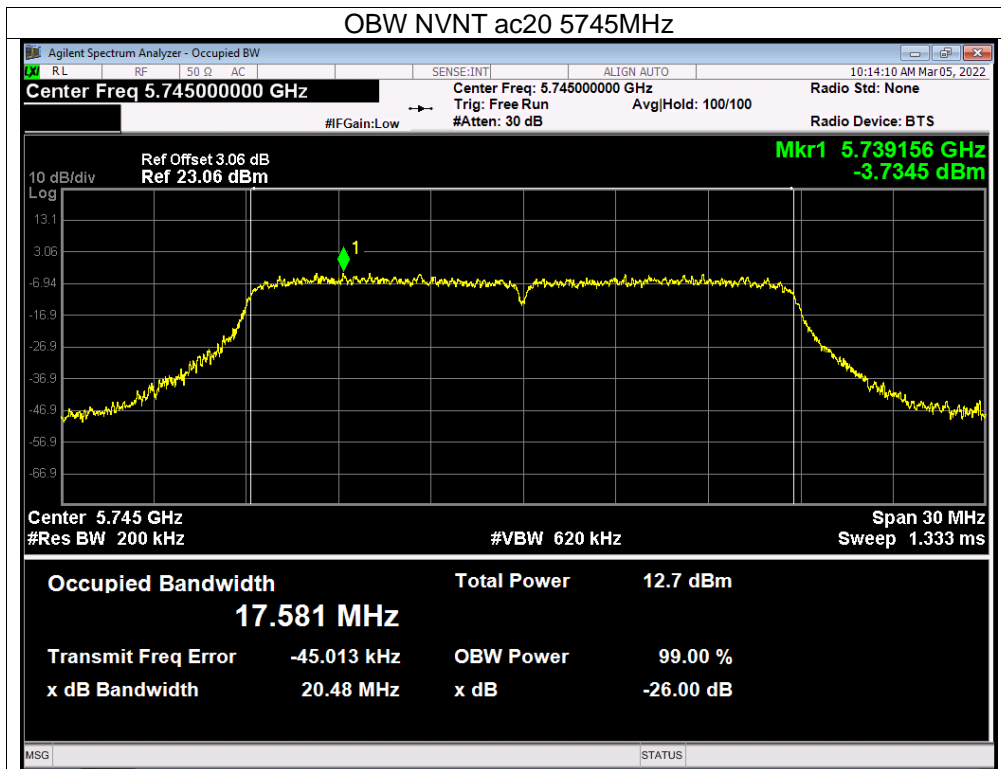 OBW NVNT ac20 5745MHz
Agilent Spectrum Analyzer - Occupied BW
LXI RL RF 50 Ω AC SENSE:INT ALIGN AUTO 10:14:10 AM Mar 05, 2022
Center Freq 5.745000000 GHz Center Freq: 5.745000000 GHz Radio Std: None
Trig: Free Run Avg|Hold: 100/100
#IFGain:Low #Atten: 30 dB Radio Device: BTS
Mkr1 5.739156 GHz
-3.7345 dBm
Ref Offset 3.06 dB
10 dB/div Ref 23.06 dBm
Log
13.1
3.06
-6.94
-16.9
-26.9
-36.9
-46.9
-56.9
-66.9
1
Center 5.745 GHz Span 30 MHz
#Res BW 200 kHz #VBW 620 kHz Sweep 1.333 ms
Occupied Bandwidth Total Power 12.7 dBm
17.581 MHz
Transmit Freq Error -45.013 kHz OBW Power 99.00 %
x dB Bandwidth 20.48 MHz x dB -26.00 dB
MSG STATUS